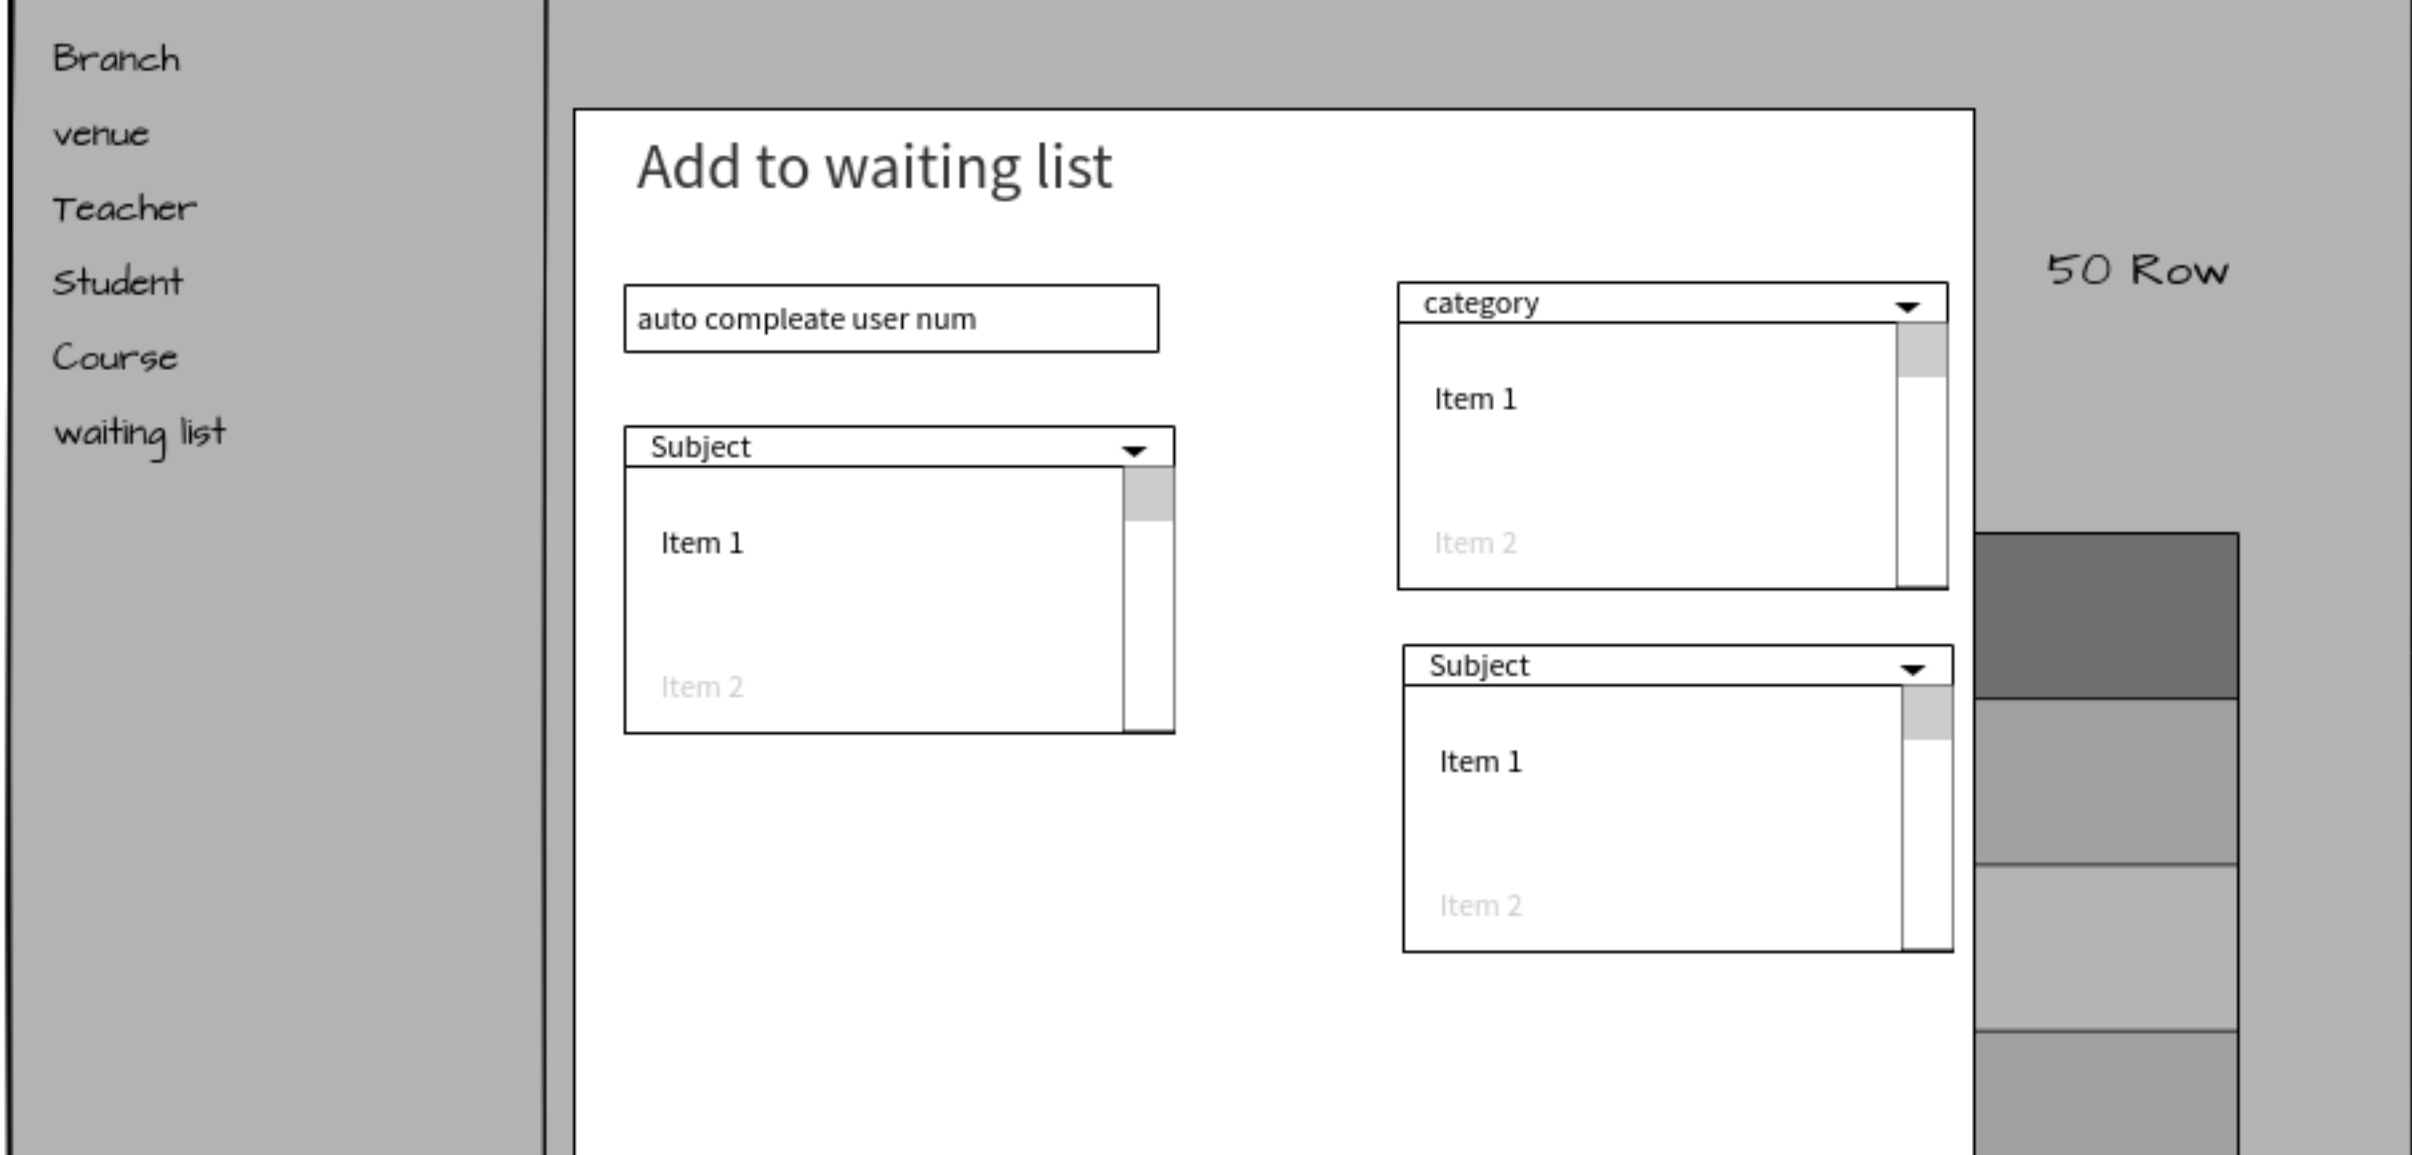 Branch
venue
Teacher
Student
Course
waiting list
Add to waiting list
auto compleate user num
Subject
Item 1
Item 2
category
Item 1
Item 2
Subject
Item 1
Item 2
50 Row